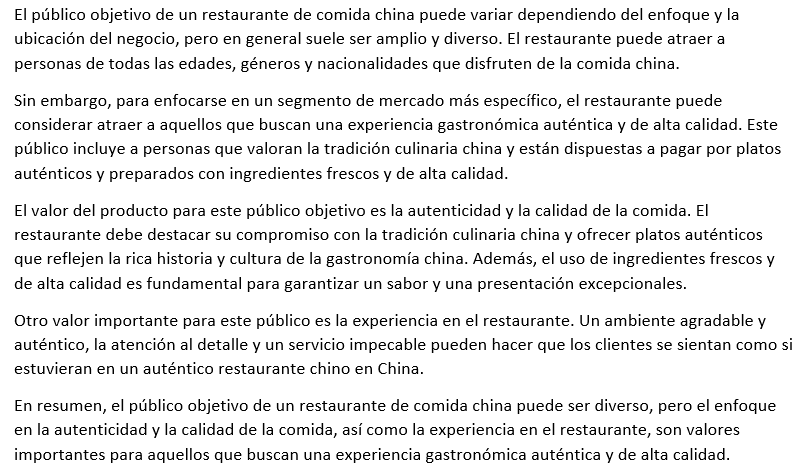 El público objetivo de un restaurante de comida china puede variar dependiendo del enfoque y la
ubicación del negocio, pero en general suele ser amplio y diverso. El restaurante puede atraer a
personas de todas las edades, géneros y nacionalidades que disfruten de la comida china.
Sin embargo, para enfocarse en un segmento de mercado más específico, el restaurante puede
considerar atraer a aquellos que buscan una experiencia gastronómica auténtica y de alta calidad. Este
público incluye a personas que valoran la tradición culinaria china y están dispuestas a pagar por platos
auténticos y preparados con ingredientes frescos y de alta calidad.
El valor del producto para este público objetivo es la autenticidad y la calidad de la comida. El
restaurante debe destacar su compromiso con la tradición culinaria china y ofrecer platos auténticos
que reflejen la rica historia y cultura de la gastronomía china. Además, el uso de ingredientes frescos y
de alta calidad es fundamental para garantizar un sabor y una presentación excepcionales.
Otro valor importante para este público es la experiencia en el restaurante. Un ambiente agradable y
auténtico, la atención al detalle y un servicio impecable pueden hacer que los clientes se sientan como si
estuvieran en un auténtico restaurante chino en China.
En resumen, el público objetivo de un restaurante de comida china puede ser diverso, pero el enfoque
en la autenticidad y la calidad de la comida, así como la experiencia en el restaurante, son valores
importantes para aquellos que buscan una experiencia gastronómica auténtica y de alta calidad.